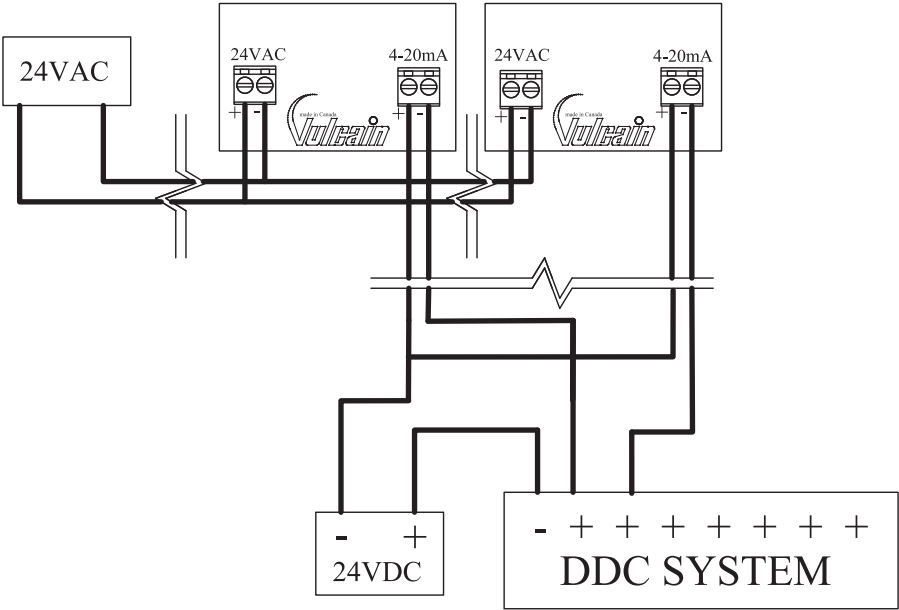 24VAC
24VAC
4-20mA
+ -
+ -
made in Canada
Vulcain
24VAC
4-20mA
+ -
+ -
made in Canada
Vulcain
- +
24VDC
- + + + + + + +
DDC SYSTEM